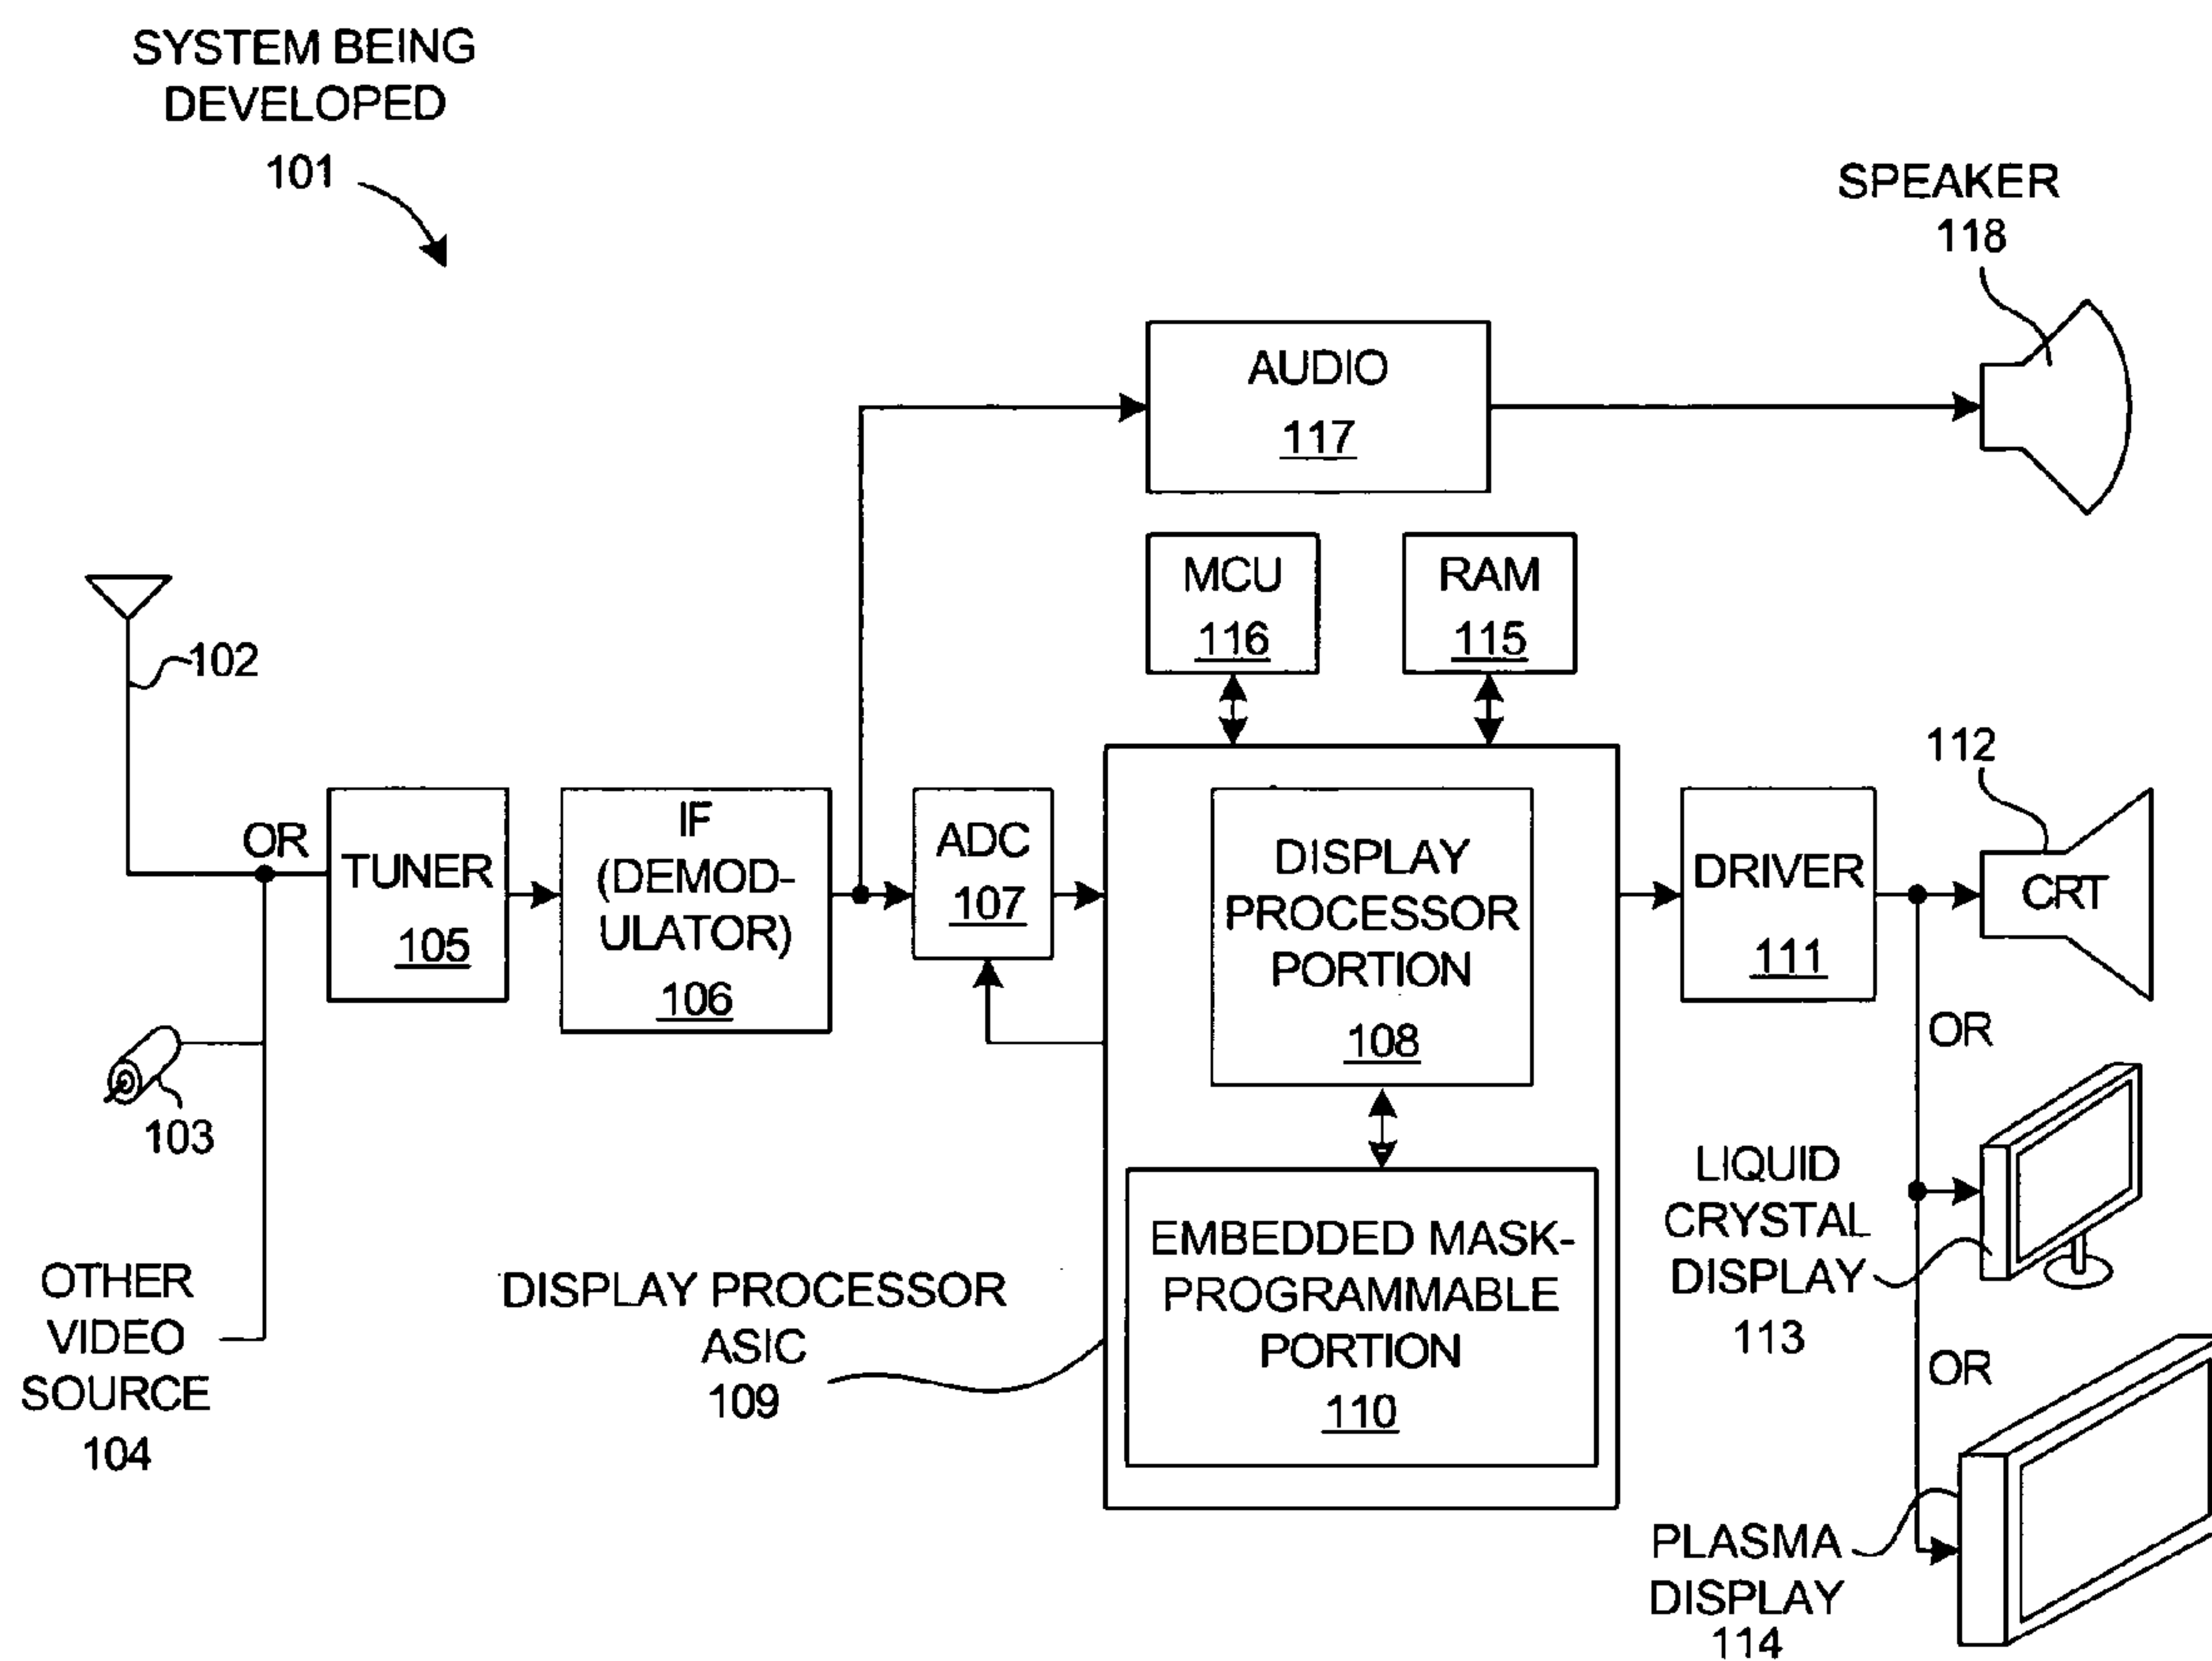 SYSTEM BEING
DEVELOPED
101
SPEAKER
118
AUDIO
117
MCU
116
RAM
115
102
112
OR
TUNER
105
IF
(DEMOD-
ULATOR)
106
ADC
107
DISPLAY
PROCESSOR
PORTION
108
DRIVER
111
CRT
OR
103
LIQUID
CRYSTAL
DISPLAY
113
EMBEDDED MASK-
PROGRAMMABLE
PORTION
110
DISPLAY PROCESSOR
ASIC
109
OTHER
VIDEO
SOURCE
104
OR
PLASMA
DISPLAY
114